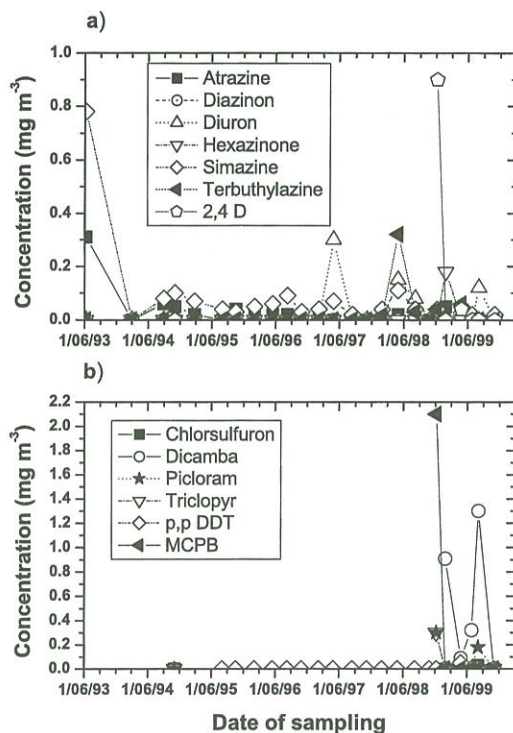 a)
Concentration (mg m⁻³)
1.0
0.8
0.6
0.4
0.2
0.0
Atrazine
Diazinon
Diuron
Hexazinone
Simazine
Terbuthylazine
2,4 D
1/06/93 1/06/94 1/06/95 1/06/96 1/06/97 1/06/98 1/06/99
b)
Concentration (mg m⁻³)
2.2
2.0
1.8
1.6
1.4
1.2
1.0
0.8
0.6
0.4
0.2
0.0
Chlorsulfuron
Dicamba
Picloram
Triclopyr
p,p DDT
MCPB
1/06/93 1/06/94 1/06/95 1/06/96 1/06/97 1/06/98 1/06/99
Date of sampling